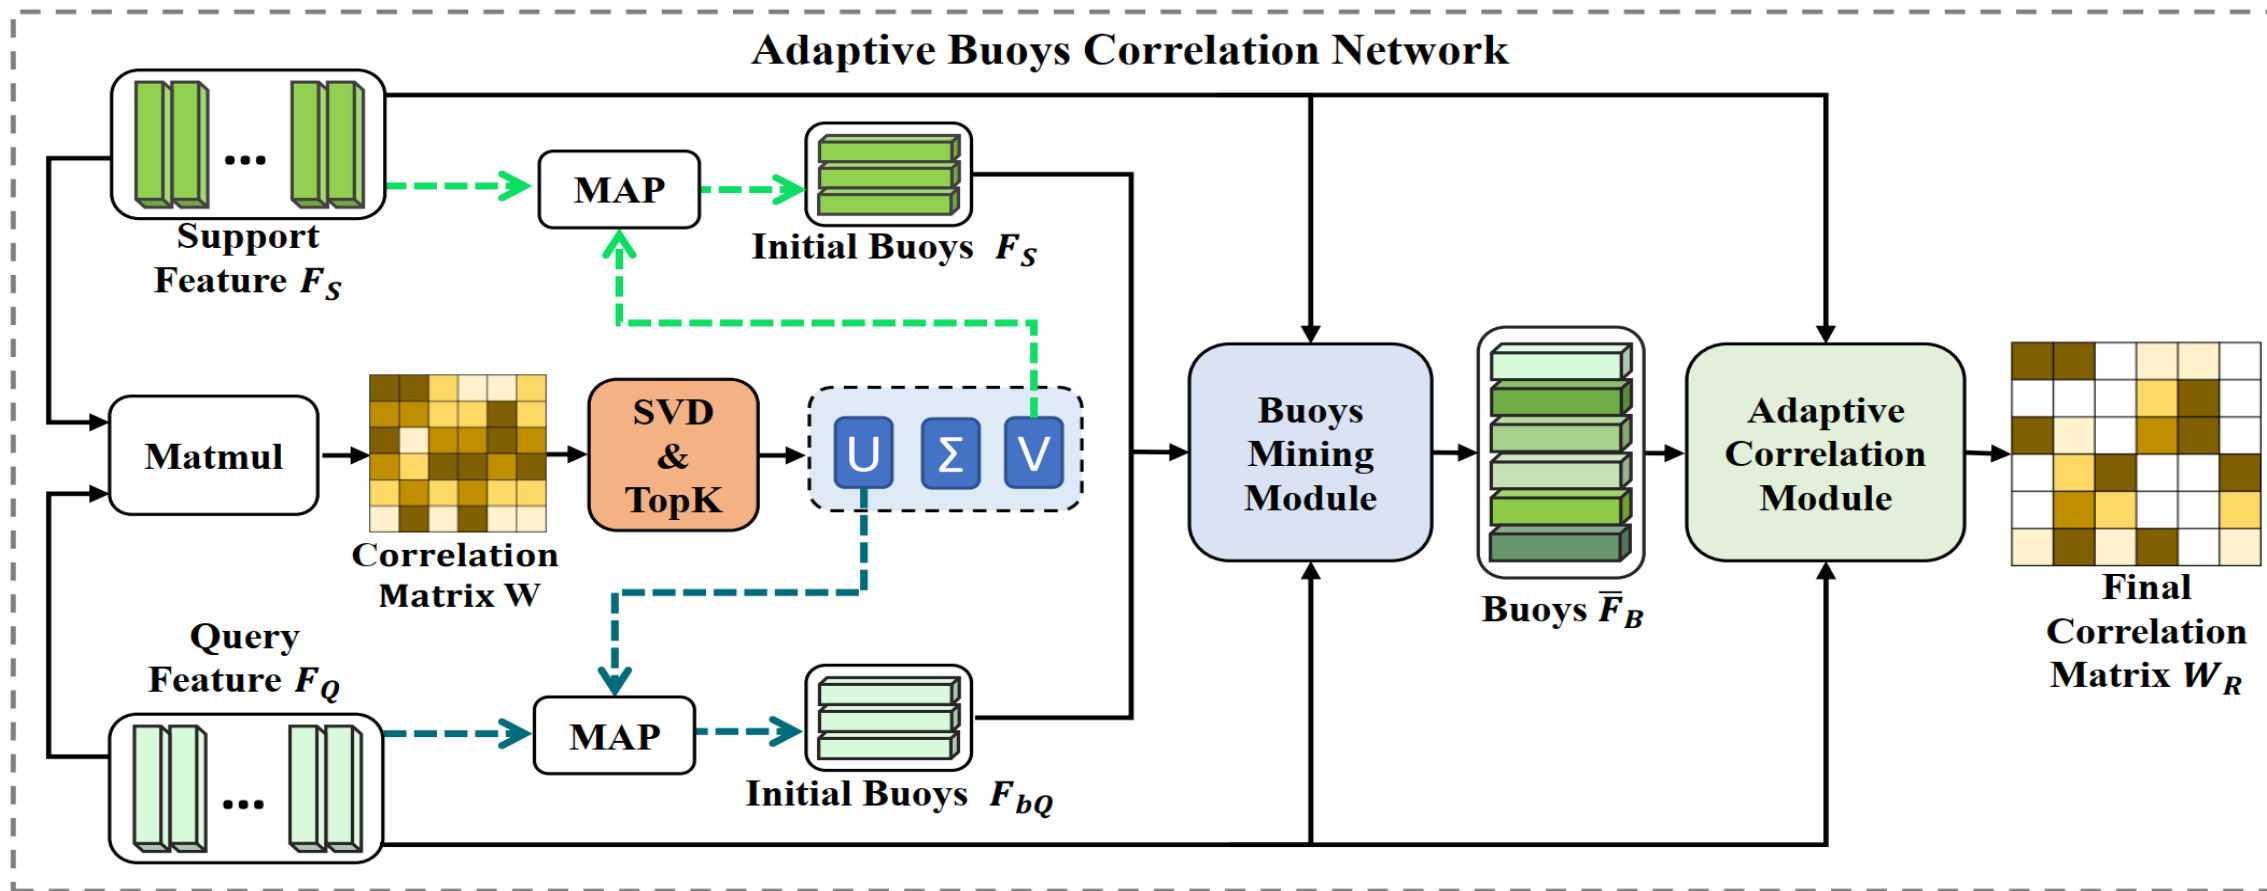 Adaptive Buoys Correlation Network
...
Support
Feature F_S
MAP
Initial Buoys F_S
Matmul
Correlation
Matrix W
SVD
&
TopK
U Σ V
Buoys
Mining
Module
Buoys F̅_B
Adaptive
Correlation
Module
Final
Correlation
Matrix W_R
Query
Feature F_Q
...
MAP
Initial Buoys F_bQ